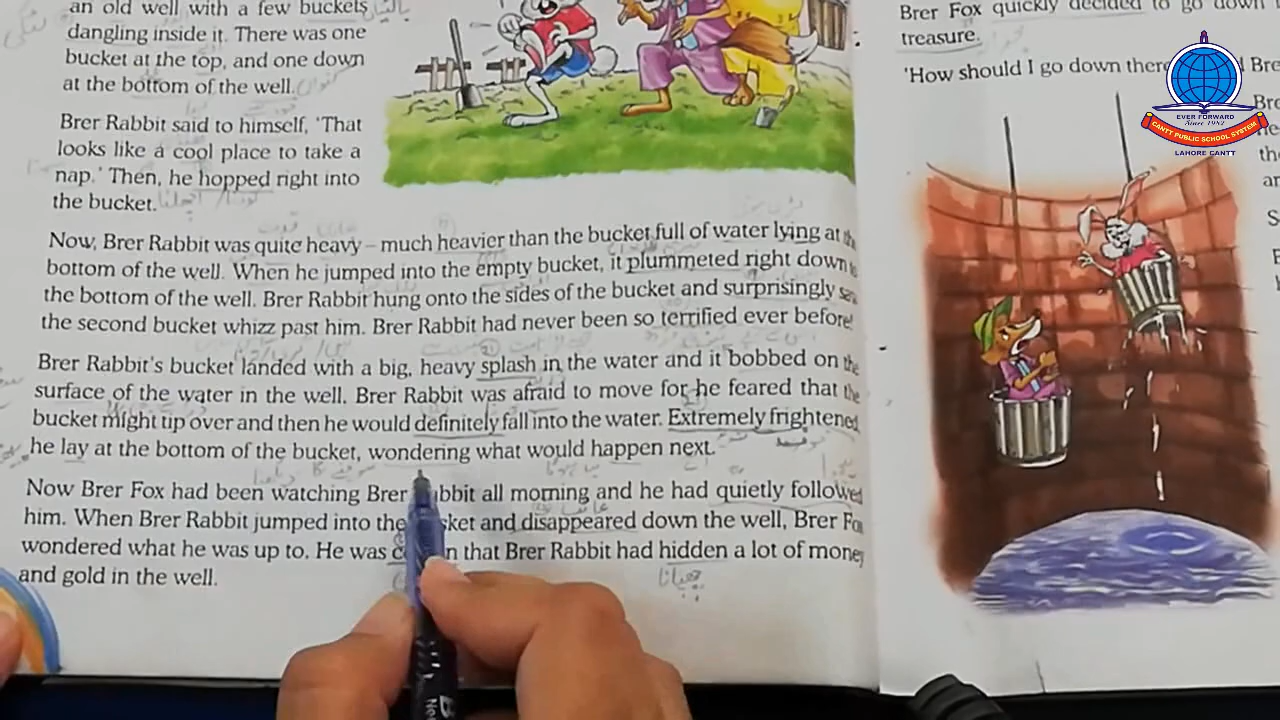 an old well with a few buckets
dangling inside it. There was one
bucket at the top, and one down
at the bottom of the well.
Brer Rabbit said to himself, 'That
looks like a cool place to take a
nap.' Then, he hopped right into
the bucket.
Now, Brer Rabbit was quite heavy – much heavier than the bucket full of water lying at the
bottom of the well. When he jumped into the empty bucket, it plummeted right down to
the bottom of the well. Brer Rabbit hung onto the sides of the bucket and surprisingly saw
the second bucket whizz past him. Brer Rabbit had never been so terrified ever before!
Brer Rabbit's bucket landed with a big, heavy splash in the water and it bobbed on the
surface of the water in the well. Brer Rabbit was afraid to move for he feared that the
bucket might tip over and then he would definitely fall into the water. Extremely frightened
he lay at the bottom of the bucket, wondering what would happen next.
Now Brer Fox had been watching Brer Rabbit all morning and he had quietly followed
him. When Brer Rabbit jumped into the bucket and disappeared down the well, Brer Fox
wondered what he was up to. He was that Brer Rabbit had hidden a lot of money
and gold in the well.
چھپانا
Brer Fox quickly decided to go down
treasure.
'How should I go down there Bre
EVER FORWARD
Since 1982
CANTT PUBLIC SCHOOL SYSTEM
LAHORE CANTT